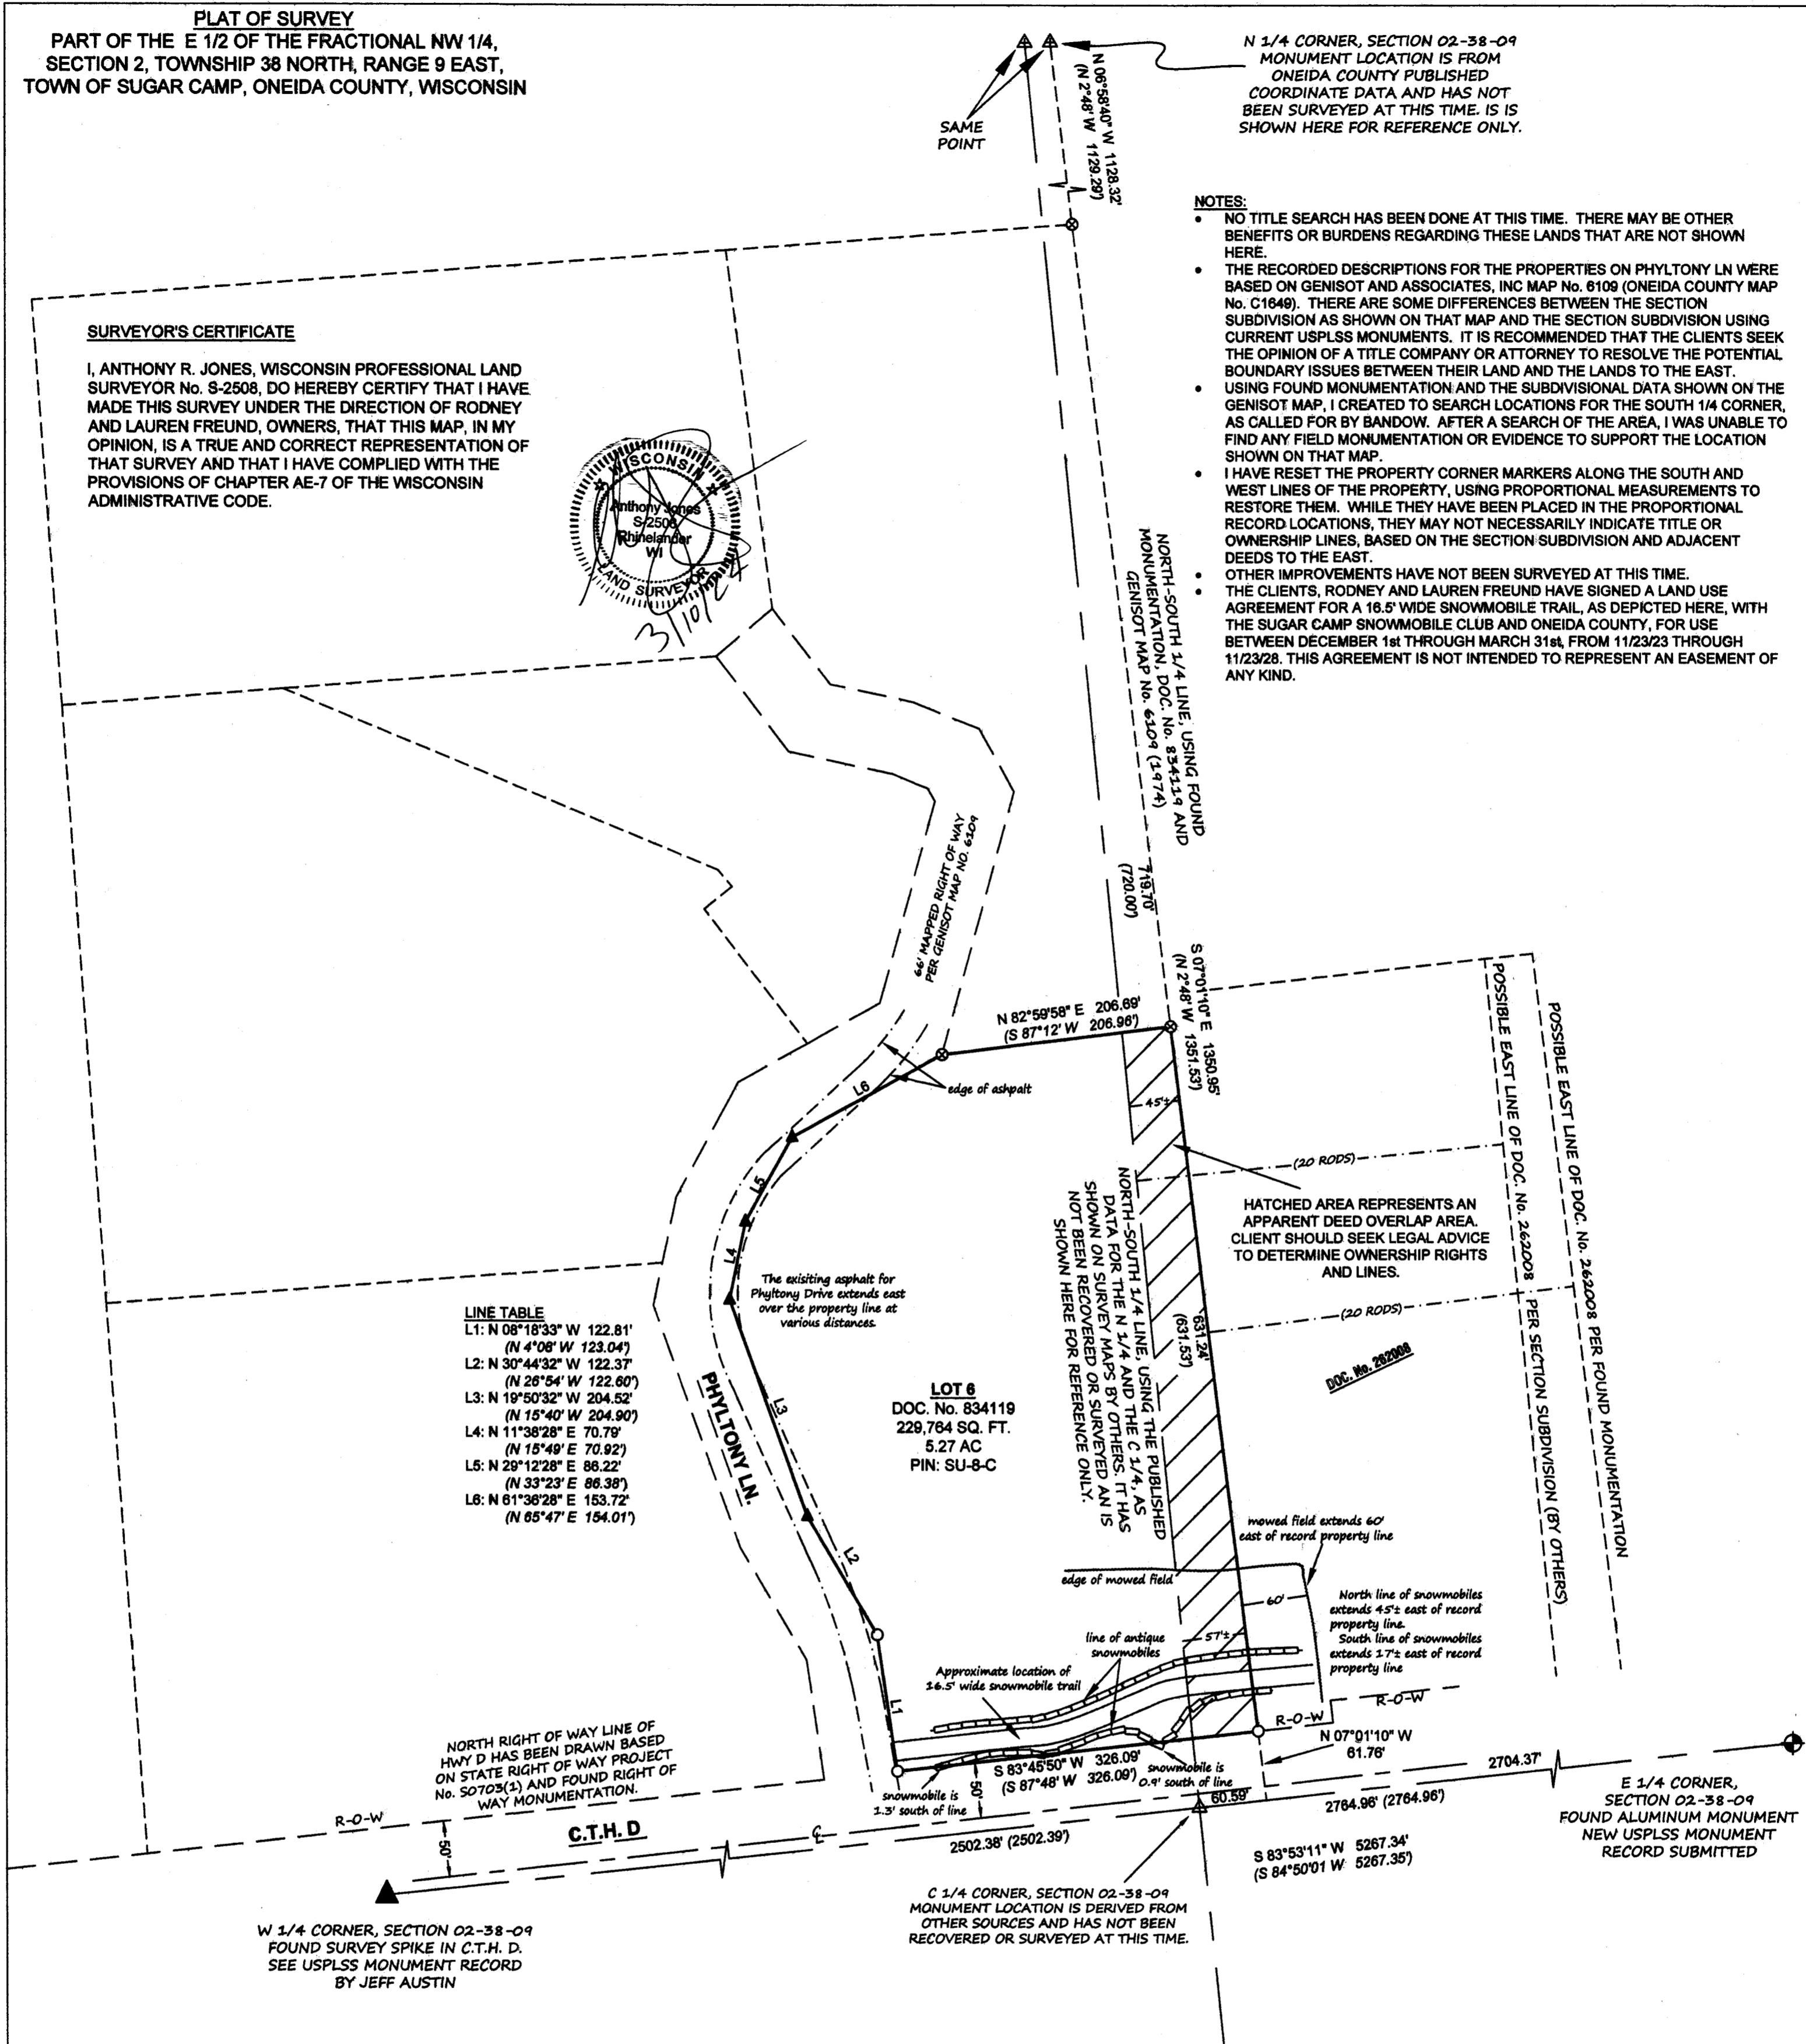 PLAT OF SURVEY
PART OF THE E 1/2 OF THE FRACTIONAL NW 1/4,
SECTION 2, TOWNSHIP 38 NORTH, RANGE 9 EAST,
TOWN OF SUGAR CAMP, ONEIDA COUNTY, WISCONSIN
N 1/4 CORNER, SECTION 02-38-09
MONUMENT LOCATION IS FROM
ONEIDA COUNTY PUBLISHED
COORDINATE DATA AND HAS NOT
BEEN SURVEYED AT THIS TIME. IS IS
SHOWN HERE FOR REFERENCE ONLY.
SAME
POINT
N 06°58'40" W 1128.32'
(N 2°48' W 1129.29')
NOTES:
• NO TITLE SEARCH HAS BEEN DONE AT THIS TIME. THERE MAY BE OTHER
BENEFITS OR BURDENS REGARDING THESE LANDS THAT ARE NOT SHOWN
HERE.
• THE RECORDED DESCRIPTIONS FOR THE PROPERTIES ON PHYLTONY LN WERE
BASED ON GENISOT AND ASSOCIATES, INC MAP No. 6109 (ONEIDA COUNTY MAP
No. C1649). THERE ARE SOME DIFFERENCES BETWEEN THE SECTION
SUBDIVISION AS SHOWN ON THAT MAP AND THE SECTION SUBDIVISION USING
CURRENT USPLSS MONUMENTS. IT IS RECOMMENDED THAT THE CLIENTS SEEK
THE OPINION OF A TITLE COMPANY OR ATTORNEY TO RESOLVE THE POTENTIAL
BOUNDARY ISSUES BETWEEN THEIR LAND AND THE LANDS TO THE EAST.
• USING FOUND MONUMENTATION AND THE SUBDIVISIONAL DATA SHOWN ON THE
GENISOT MAP, I CREATED TO SEARCH LOCATIONS FOR THE SOUTH 1/4 CORNER,
AS CALLED FOR BY BANDOW. AFTER A SEARCH OF THE AREA, I WAS UNABLE TO
FIND ANY FIELD MONUMENTATION OR EVIDENCE TO SUPPORT THE LOCATION
SHOWN ON THAT MAP.
• I HAVE RESET THE PROPERTY CORNER MARKERS ALONG THE SOUTH AND
WEST LINES OF THE PROPERTY, USING PROPORTIONAL MEASUREMENTS TO
RESTORE THEM. WHILE THEY HAVE BEEN PLACED IN THE PROPORTIONAL
RECORD LOCATIONS, THEY MAY NOT NECESSARILY INDICATE TITLE OR
OWNERSHIP LINES, BASED ON THE SECTION SUBDIVISION AND ADJACENT
DEEDS TO THE EAST.
• OTHER IMPROVEMENTS HAVE NOT BEEN SURVEYED AT THIS TIME.
• THE CLIENTS, RODNEY AND LAUREN FREUND HAVE SIGNED A LAND USE
AGREEMENT FOR A 16.5' WIDE SNOWMOBILE TRAIL, AS DEPICTED HERE, WITH
THE SUGAR CAMP SNOWMOBILE CLUB AND ONEIDA COUNTY, FOR USE
BETWEEN DECEMBER 1st THROUGH MARCH 31st, FROM 11/23/23 THROUGH
11/23/28. THIS AGREEMENT IS NOT INTENDED TO REPRESENT AN EASEMENT OF
ANY KIND.
SURVEYOR'S CERTIFICATE
I, ANTHONY R. JONES, WISCONSIN PROFESSIONAL LAND
SURVEYOR No. S-2508, DO HEREBY CERTIFY THAT I HAVE
MADE THIS SURVEY UNDER THE DIRECTION OF RODNEY
AND LAUREN FREUND, OWNERS, THAT THIS MAP, IN MY
OPINION, IS A TRUE AND CORRECT REPRESENTATION OF
THAT SURVEY AND THAT I HAVE COMPLIED WITH THE
PROVISIONS OF CHAPTER AE-7 OF THE WISCONSIN
ADMINISTRATIVE CODE.
WISCONSIN
Anthony Jones
S-2508
Rhinelander
WI
LAND SURVEYOR
3/10/24
NORTH-SOUTH 1/4 LINE, USING FOUND
MONUMENTATION, DOC. No. 834119 AND
GENISOT MAP No. 6109 (1974)
66' MAPPED RIGHT OF WAY
PER GENISOT MAP NO. 6109
719.70'
(720.00')
S 07°01'10" E 1350.95'
(N 2°48' W 1351.53')
N 82°59'58" E 206.69'
(S 87°12' W 206.96')
edge of ashpalt
L6
L5
L4
L3
L2
L1
45'±
(20 RODS)
HATCHED AREA REPRESENTS AN
APPARENT DEED OVERLAP AREA.
CLIENT SHOULD SEEK LEGAL ADVICE
TO DETERMINE OWNERSHIP RIGHTS
AND LINES.
(20 RODS)
DOC. No. 262008
POSSIBLE EAST LINE OF DOC. No. 262008 PER SECTION SUBDIVISION (BY OTHERS)
POSSIBLE EAST LINE OF DOC. No. 262008 PER FOUND MONUMENTATION
NORTH-SOUTH 1/4 LINE, USING THE PUBLISHED
DATA FOR THE N 1/4 AND THE C 1/4, AS
SHOWN ON SURVEY MAPS BY OTHERS. IT HAS
NOT BEEN RECOVERED OR SURVEYED AN IS
SHOWN HERE FOR REFERENCE ONLY.
631.24'
(631.53')
The exisiting asphalt for
Phyltony Drive extends east
over the property line at
various distances.
LINE TABLE
L1: N 08°18'33" W 122.81'
(N 4°08' W 123.04')
L2: N 30°44'32" W 122.37'
(N 26°54' W 122.60')
L3: N 19°50'32" W 204.52'
(N 15°40' W 204.90')
L4: N 11°38'28" E 70.79'
(N 15°49' E 70.92')
L5: N 29°12'28" E 86.22'
(N 33°23' E 86.38')
L6: N 61°36'28" E 153.72'
(N 65°47' E 154.01')
PHYLTONY LN.
LOT 6
DOC. No. 834119
229,764 SQ. FT.
5.27 AC
PIN: SU-8-C
mowed field extends 60'
east of record property line
edge of mowed field
60'
North line of snowmobiles
extends 45'± east of record
property line.
South line of snowmobiles
extends 17'± east of record
property line
line of antique
snowmobiles
57'±
Approximate location of
16.5' wide snowmobile trail
R-O-W
R-O-W
N 07°01'10" W
61.76'
S 83°45'50" W 326.09'
(S 87°48' W 326.09')
snowmobile is
0.9' south of line
snowmobile is
1.3' south of line
50'
60.59'
2704.37'
2764.96' (2764.96')
S 83°53'11" W 5267.34'
(S 84°50'01 W 5267.35')
E 1/4 CORNER,
SECTION 02-38-09
FOUND ALUMINUM MONUMENT
NEW USPLSS MONUMENT
RECORD SUBMITTED
NORTH RIGHT OF WAY LINE OF
HWY D HAS BEEN DRAWN BASED
ON STATE RIGHT OF WAY PROJECT
No. S0703(1) AND FOUND RIGHT OF
WAY MONUMENTATION.
R-O-W
50'
C.T.H. D
2502.38' (2502.39')
C 1/4 CORNER, SECTION 02-38-09
MONUMENT LOCATION IS DERIVED FROM
OTHER SOURCES AND HAS NOT BEEN
RECOVERED OR SURVEYED AT THIS TIME.
W 1/4 CORNER, SECTION 02-38-09
FOUND SURVEY SPIKE IN C.T.H. D.
SEE USPLSS MONUMENT RECORD
BY JEFF AUSTIN